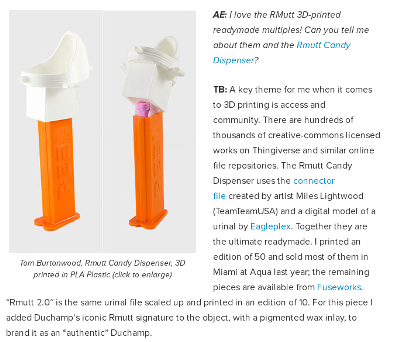 AE: I love the RMutt 3D-printed
readymade multiples! Can you tell me
about them and the Rmutt Candy
Dispenser?
TB: A key theme for me when it comes
to 3D printing is access and
community. There are hundreds of
thousands of creative-commons licensed
works on Thingiverse and similar online
file repositories. The Rmutt Candy
Dispenser uses the connector
file created by artist Miles Lightwood
(TeamTeamUSA) and a digital model of a
urinal by Eagleplex. Together they are
the ultimate readymade. I printed an
edition of 50 and sold most of them in
Miami at Aqua last year; the remaining
pieces are available from Fuseworks.
Tom Burtonwood, Rmutt Candy Dispenser, 3D
printed in PLA Plastic (click to enlarge)
“Rmutt 2.0” is the same urinal file scaled up and printed in an edition of 10. For this piece I
added Duchamp’s iconic Rmutt signature to the object, with a pigmented wax inlay, to
brand it as an “authentic” Duchamp.